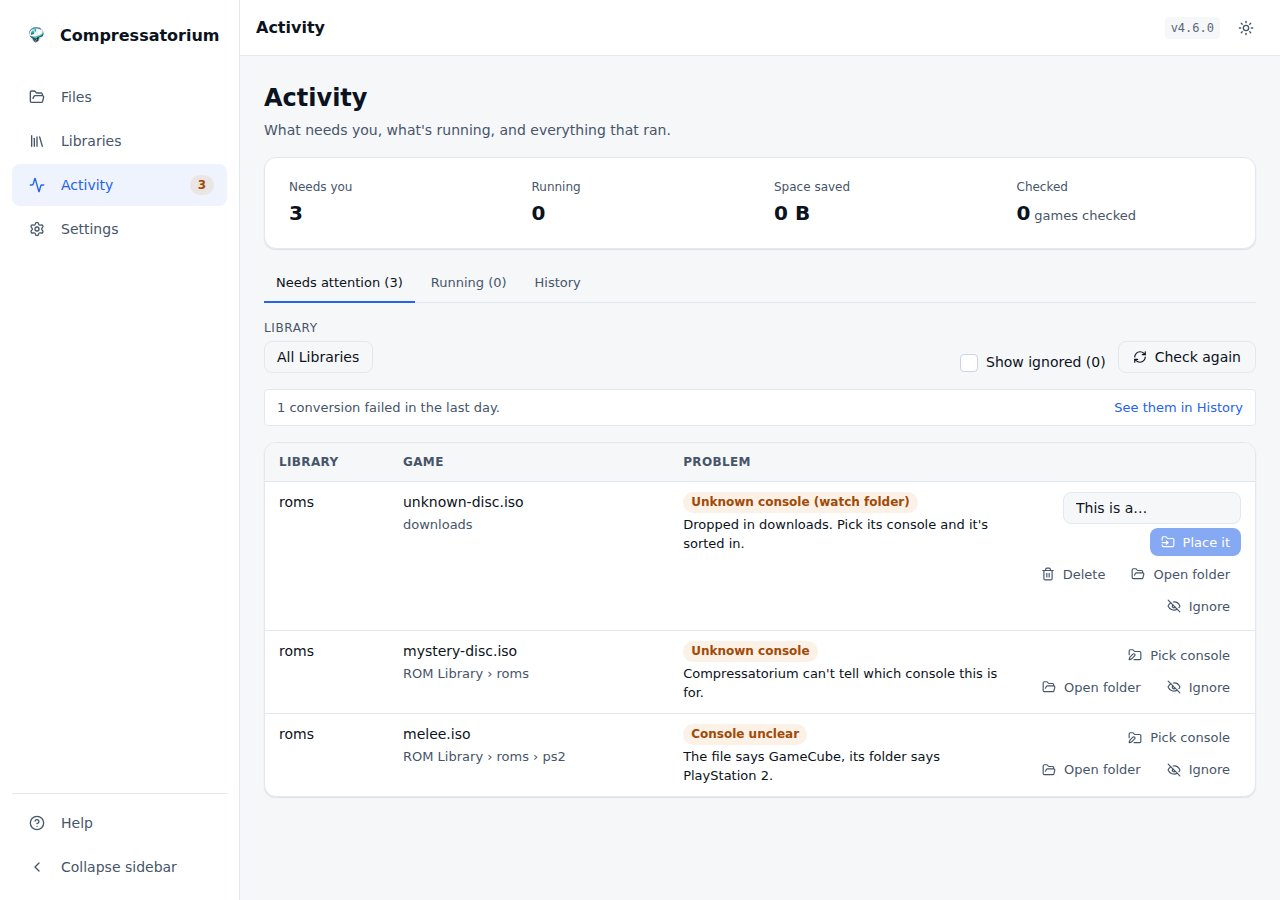 Compressatorium
Activity
v4.6.0
Files
Libraries
Activity 3
Settings
Help
Collapse sidebar
Activity
What needs you, what's running, and everything that ran.
Needs you
3
Running
0
Space saved
0 B
Checked
0 games checked
Needs attention (3)
Running (0)
History
LIBRARY
All Libraries
Show ignored (0)
Check again
1 conversion failed in the last day.
See them in History
LIBRARY GAME PROBLEM
roms
unknown-disc.iso
downloads
Unknown console (watch folder)
Dropped in downloads. Pick its console and it's
sorted in.
This is a…
Place it
Delete
Open folder
Ignore
roms
mystery-disc.iso
ROM Library › roms
Unknown console
Compressatorium can't tell which console this is
for.
Pick console
Open folder
Ignore
roms
melee.iso
ROM Library › roms › ps2
Console unclear
The file says GameCube, its folder says
PlayStation 2.
Pick console
Open folder
Ignore